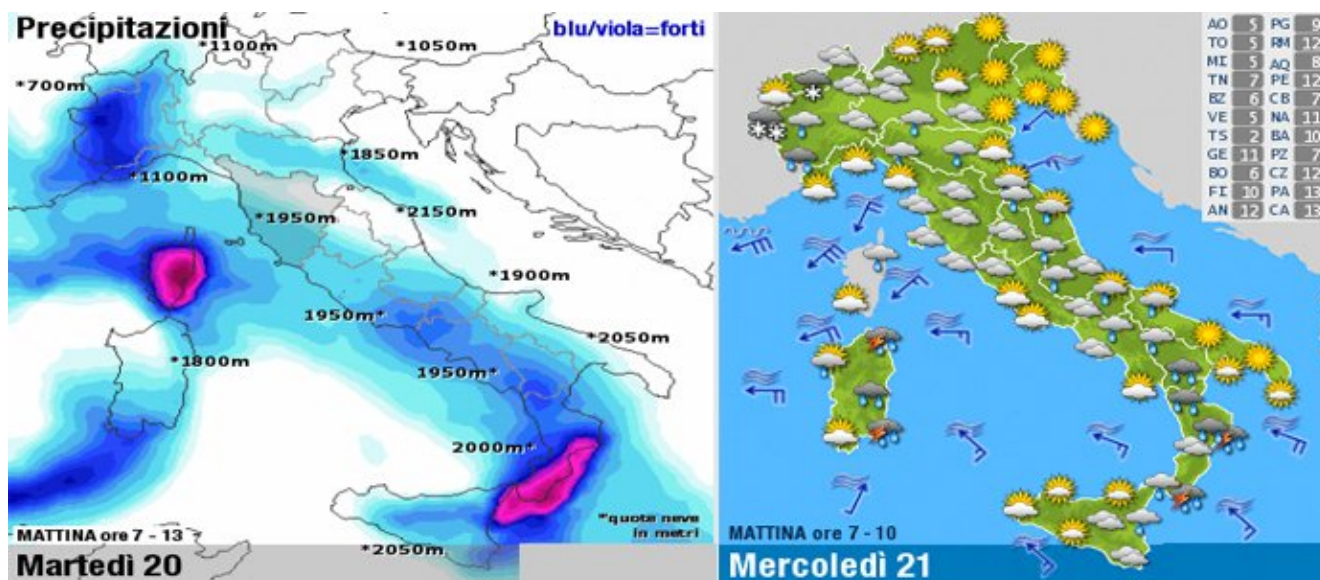 Precipitazioni
blu/viola=forti
*1100m
*1050m
*700m
*1850m
*1100m
*2150m
*1950m
*1900m
1950m*
*2050m
*1800m
1950m*
2000m*
*quote neve
in metri
MATTINA ore 7 - 13
*2050m
Martedì 20
AO 5 PG 9
TO 5 RM 12
MI 5 AQ 8
TN 7 PE 12
BZ 6 CB 7
VE 5 NA 11
TS 2 BA 10
GE 11 PZ 7
BO 6 CZ 12
FI 10 PA 13
AN 12 CA 13
MATTINA ore 7 - 10
Mercoledì 21